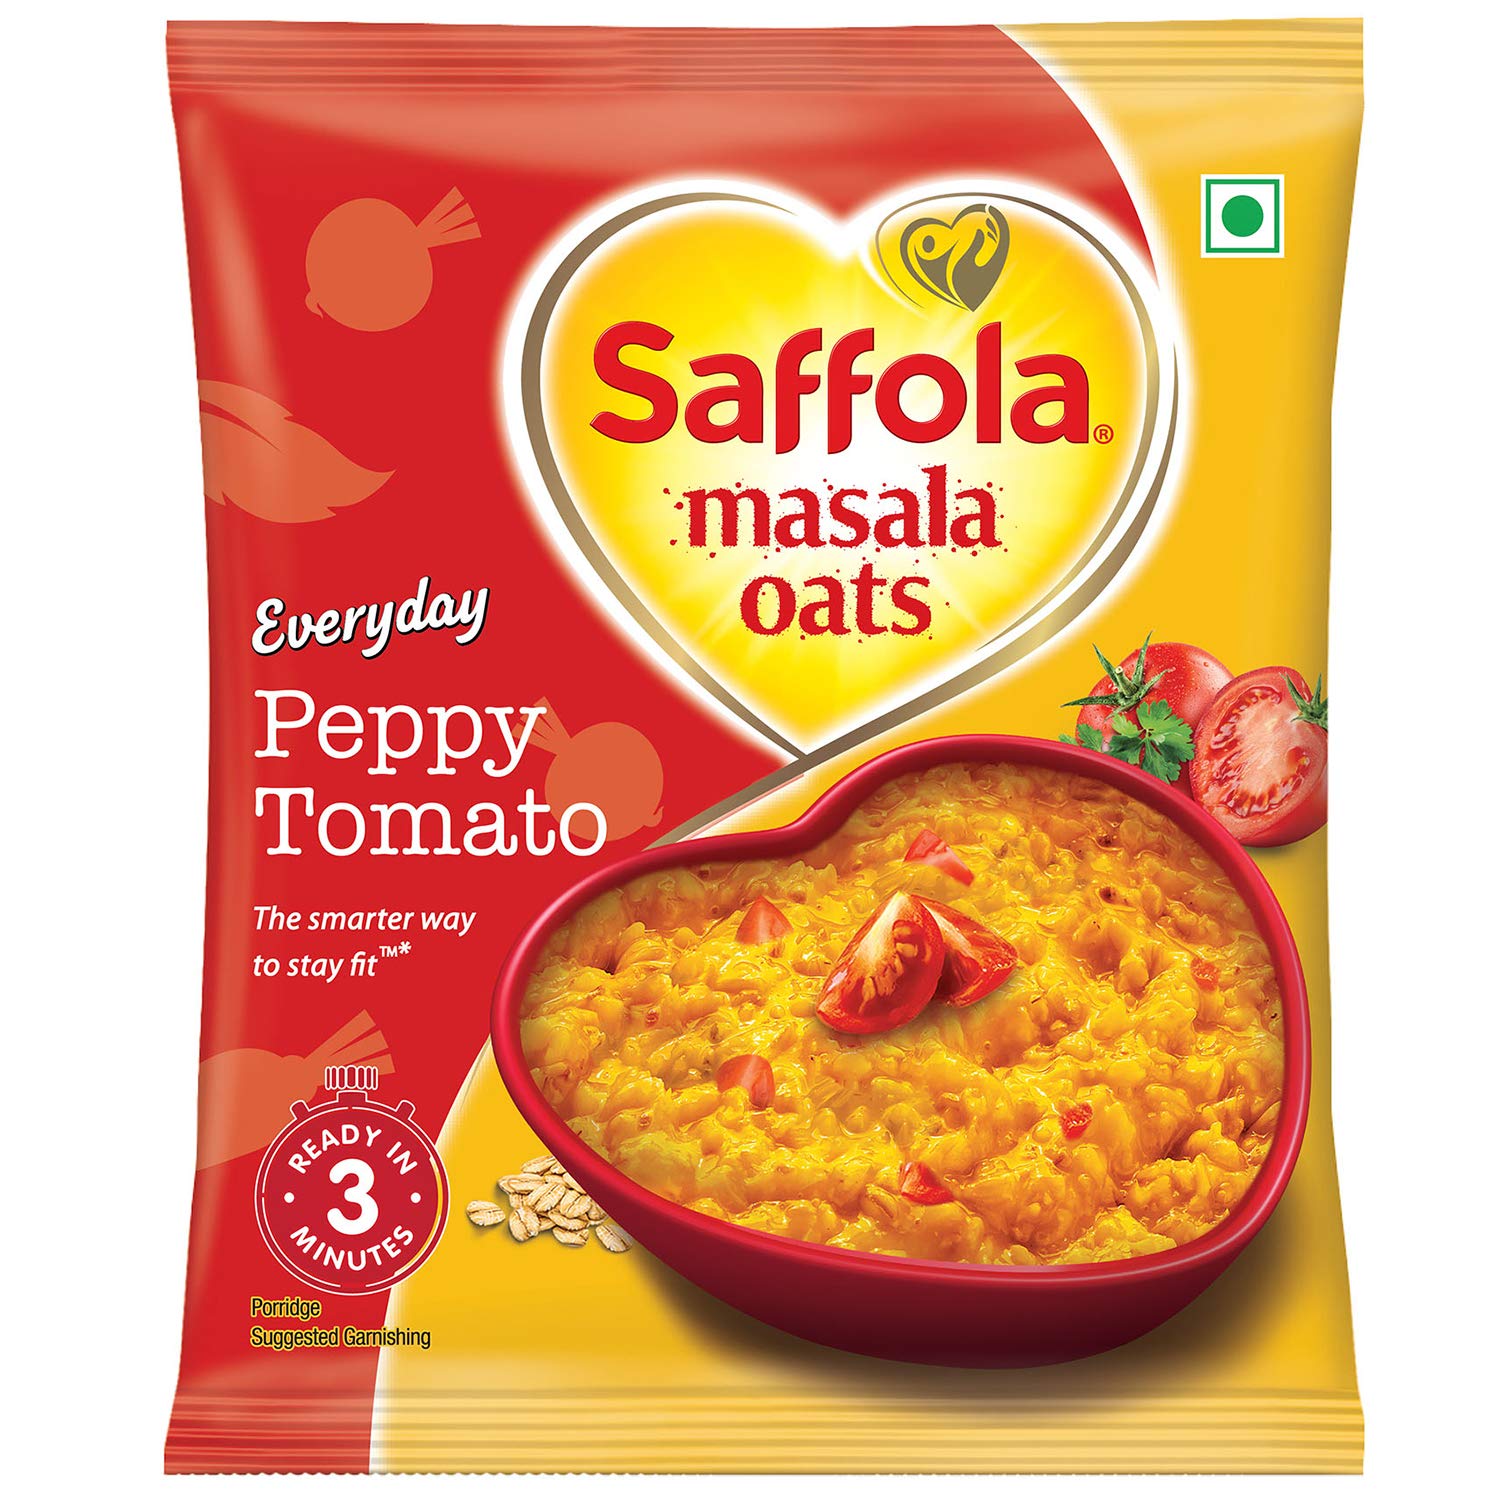 Saffola®
masala
oats
Everyday
Peppy
Tomato
The smarter way
to stay fit™*
READY IN
3
MINUTES
Porridge
Suggested Garnishing